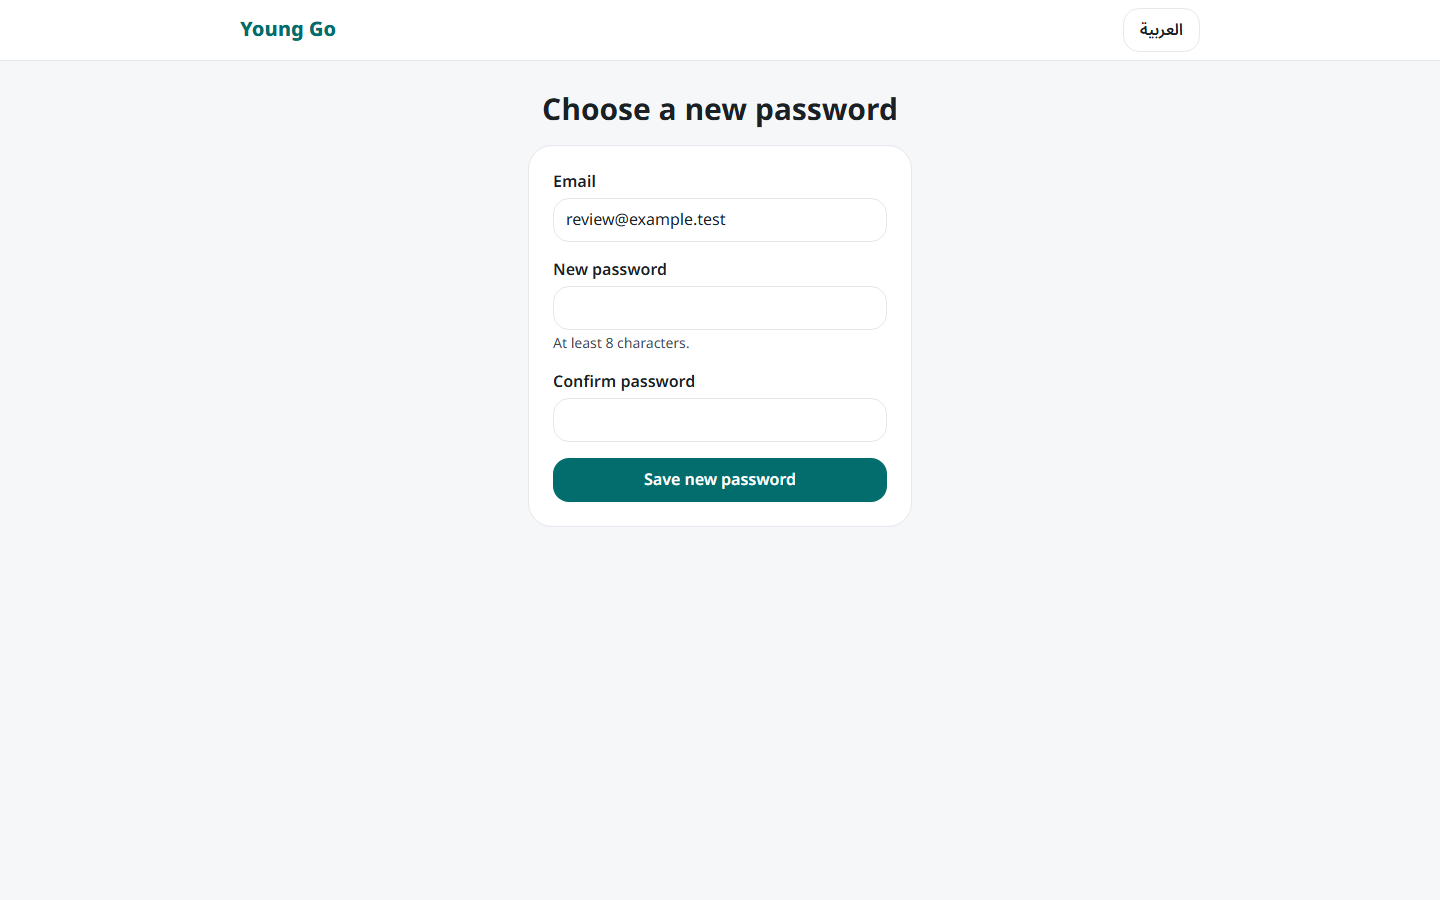 Young Go
العربية
Choose a new password
Email
review@example.test
New password
At least 8 characters.
Confirm password
Save new password